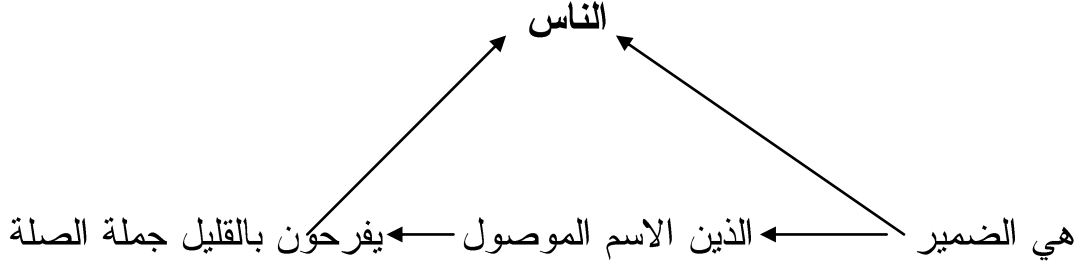 الناس
هي الضمير الذين الاسم الموصول يفرحون بالقليل جملة الصلة